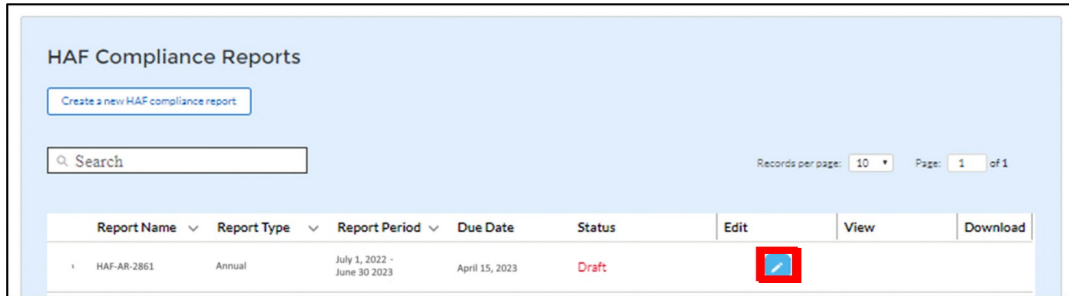 HAF Compliance Reports
Create a new HAF compliance report
Search
Records per page: 10 Page: 1 of 1
Report Name Report Type Report Period Due Date Status Edit View Download
1 HAF-AR-2861 Annual July 1, 2022 - June 30 2023 April 15, 2023 Draft